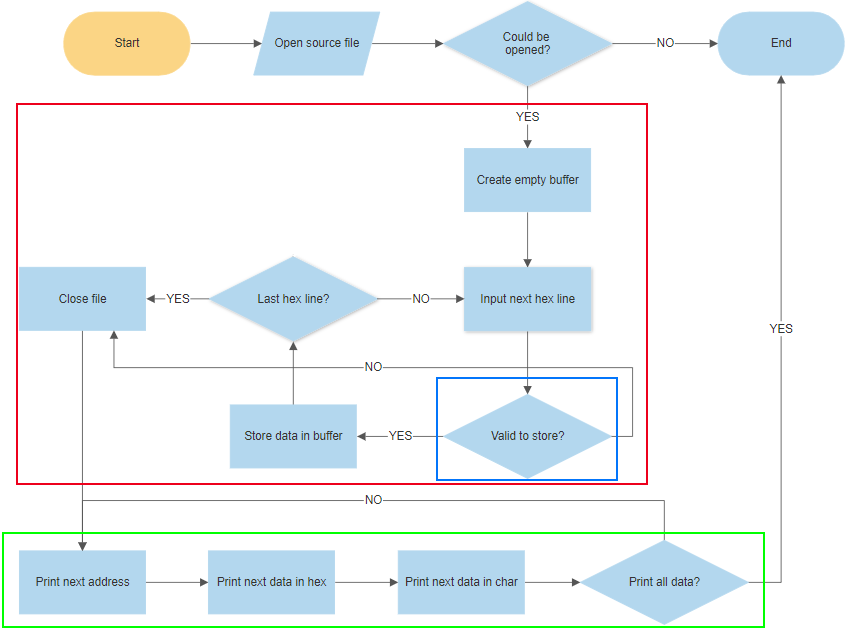 Start
Open source file
Could be
opened?
NO
End
YES
Create empty buffer
Close file
YES
Last hex line?
NO
Input next hex line
YES
NO
Store data in buffer
YES
Valid to store?
NO
Print next address
Print next data in hex
Print next data in char
Print all data?